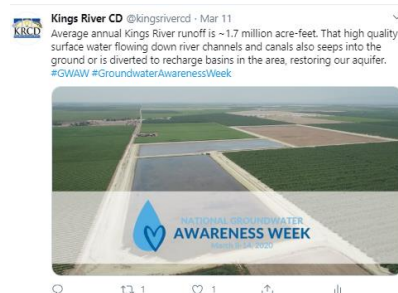 Kings River CD @kingsrivercd · Mar 11
KRCD
Average annual Kings River runoff is ~1.7 million acre-feet. That high quality
surface water flowing down river channels and canals also seeps into the
ground or is diverted to recharge basins in the area, restoring our aquifer.
#GWAW #GroundwaterAwarenessWeek
NATIONAL GROUNDWATER
AWARENESS WEEK
March 8-14, 2020
1 1